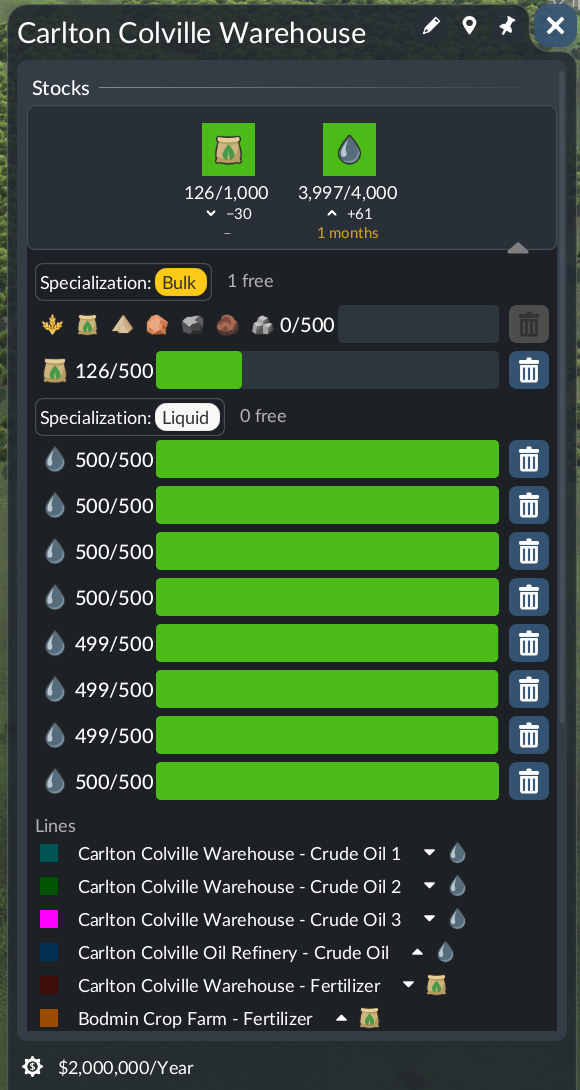 Carlton Colville Warehouse
Stocks
126/1,000 3,997/4,000
−30 +61
– 1 months
Specialization: Bulk 1 free
0/500
126/500
Specialization: Liquid 0 free
500/500
500/500
500/500
500/500
499/500
499/500
499/500
500/500
Lines
Carlton Colville Warehouse - Crude Oil 1
Carlton Colville Warehouse - Crude Oil 2
Carlton Colville Warehouse - Crude Oil 3
Carlton Colville Oil Refinery - Crude Oil
Carlton Colville Warehouse - Fertilizer
Bodmin Crop Farm - Fertilizer
$2,000,000/Year